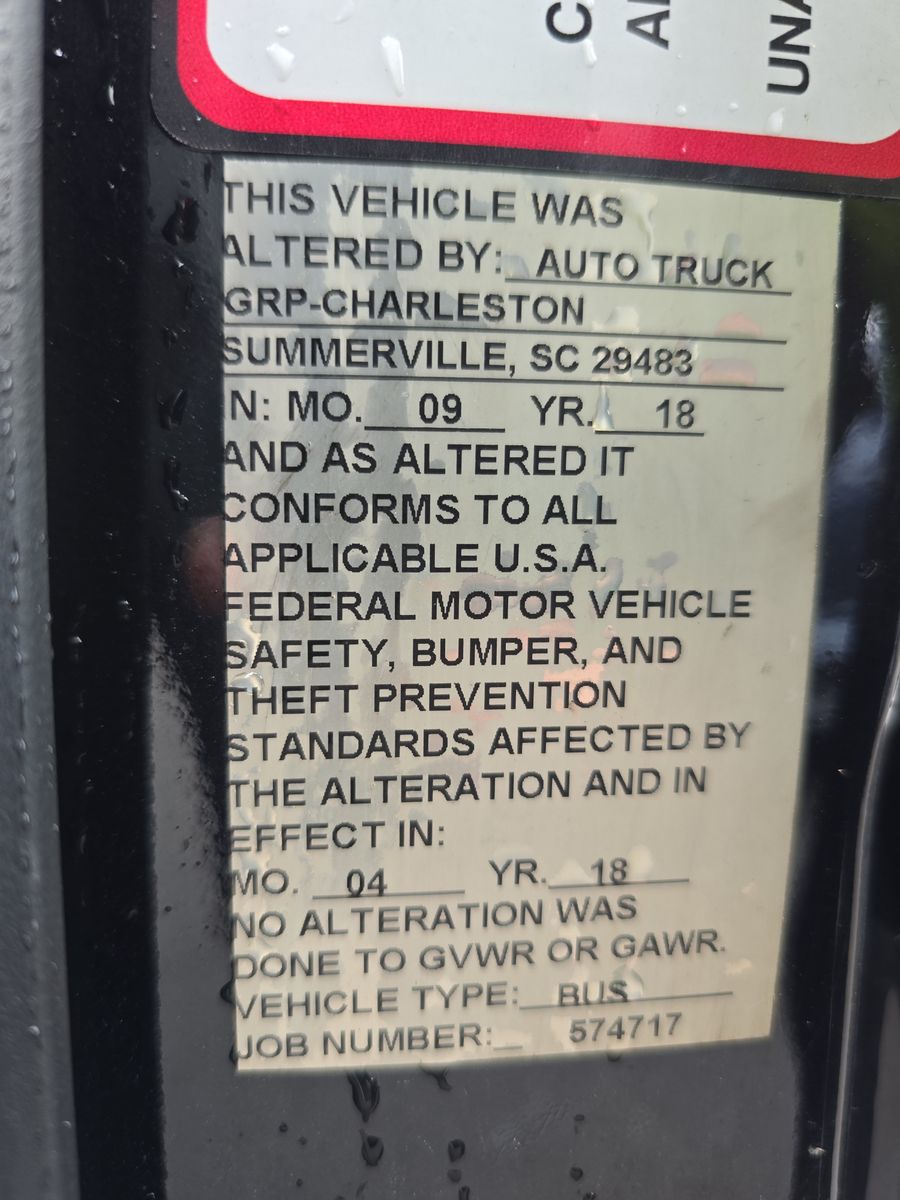 C
UNA
THIS VEHICLE WAS
ALTERED BY: AUTO TRUCK
GRP-CHARLESTON
SUMMERVILLE, SC 29483
IN: MO. 09 YR. 18
AND AS ALTERED IT
CONFORMS TO ALL
APPLICABLE U.S.A.
FEDERAL MOTOR VEHICLE
SAFETY, BUMPER, AND
THEFT PREVENTION
STANDARDS AFFECTED BY
THE ALTERATION AND IN
EFFECT IN:
MO. 04 YR. 18
NO ALTERATION WAS
DONE TO GVWR OR GAWR.
VEHICLE TYPE: BUS
JOB NUMBER: 574717